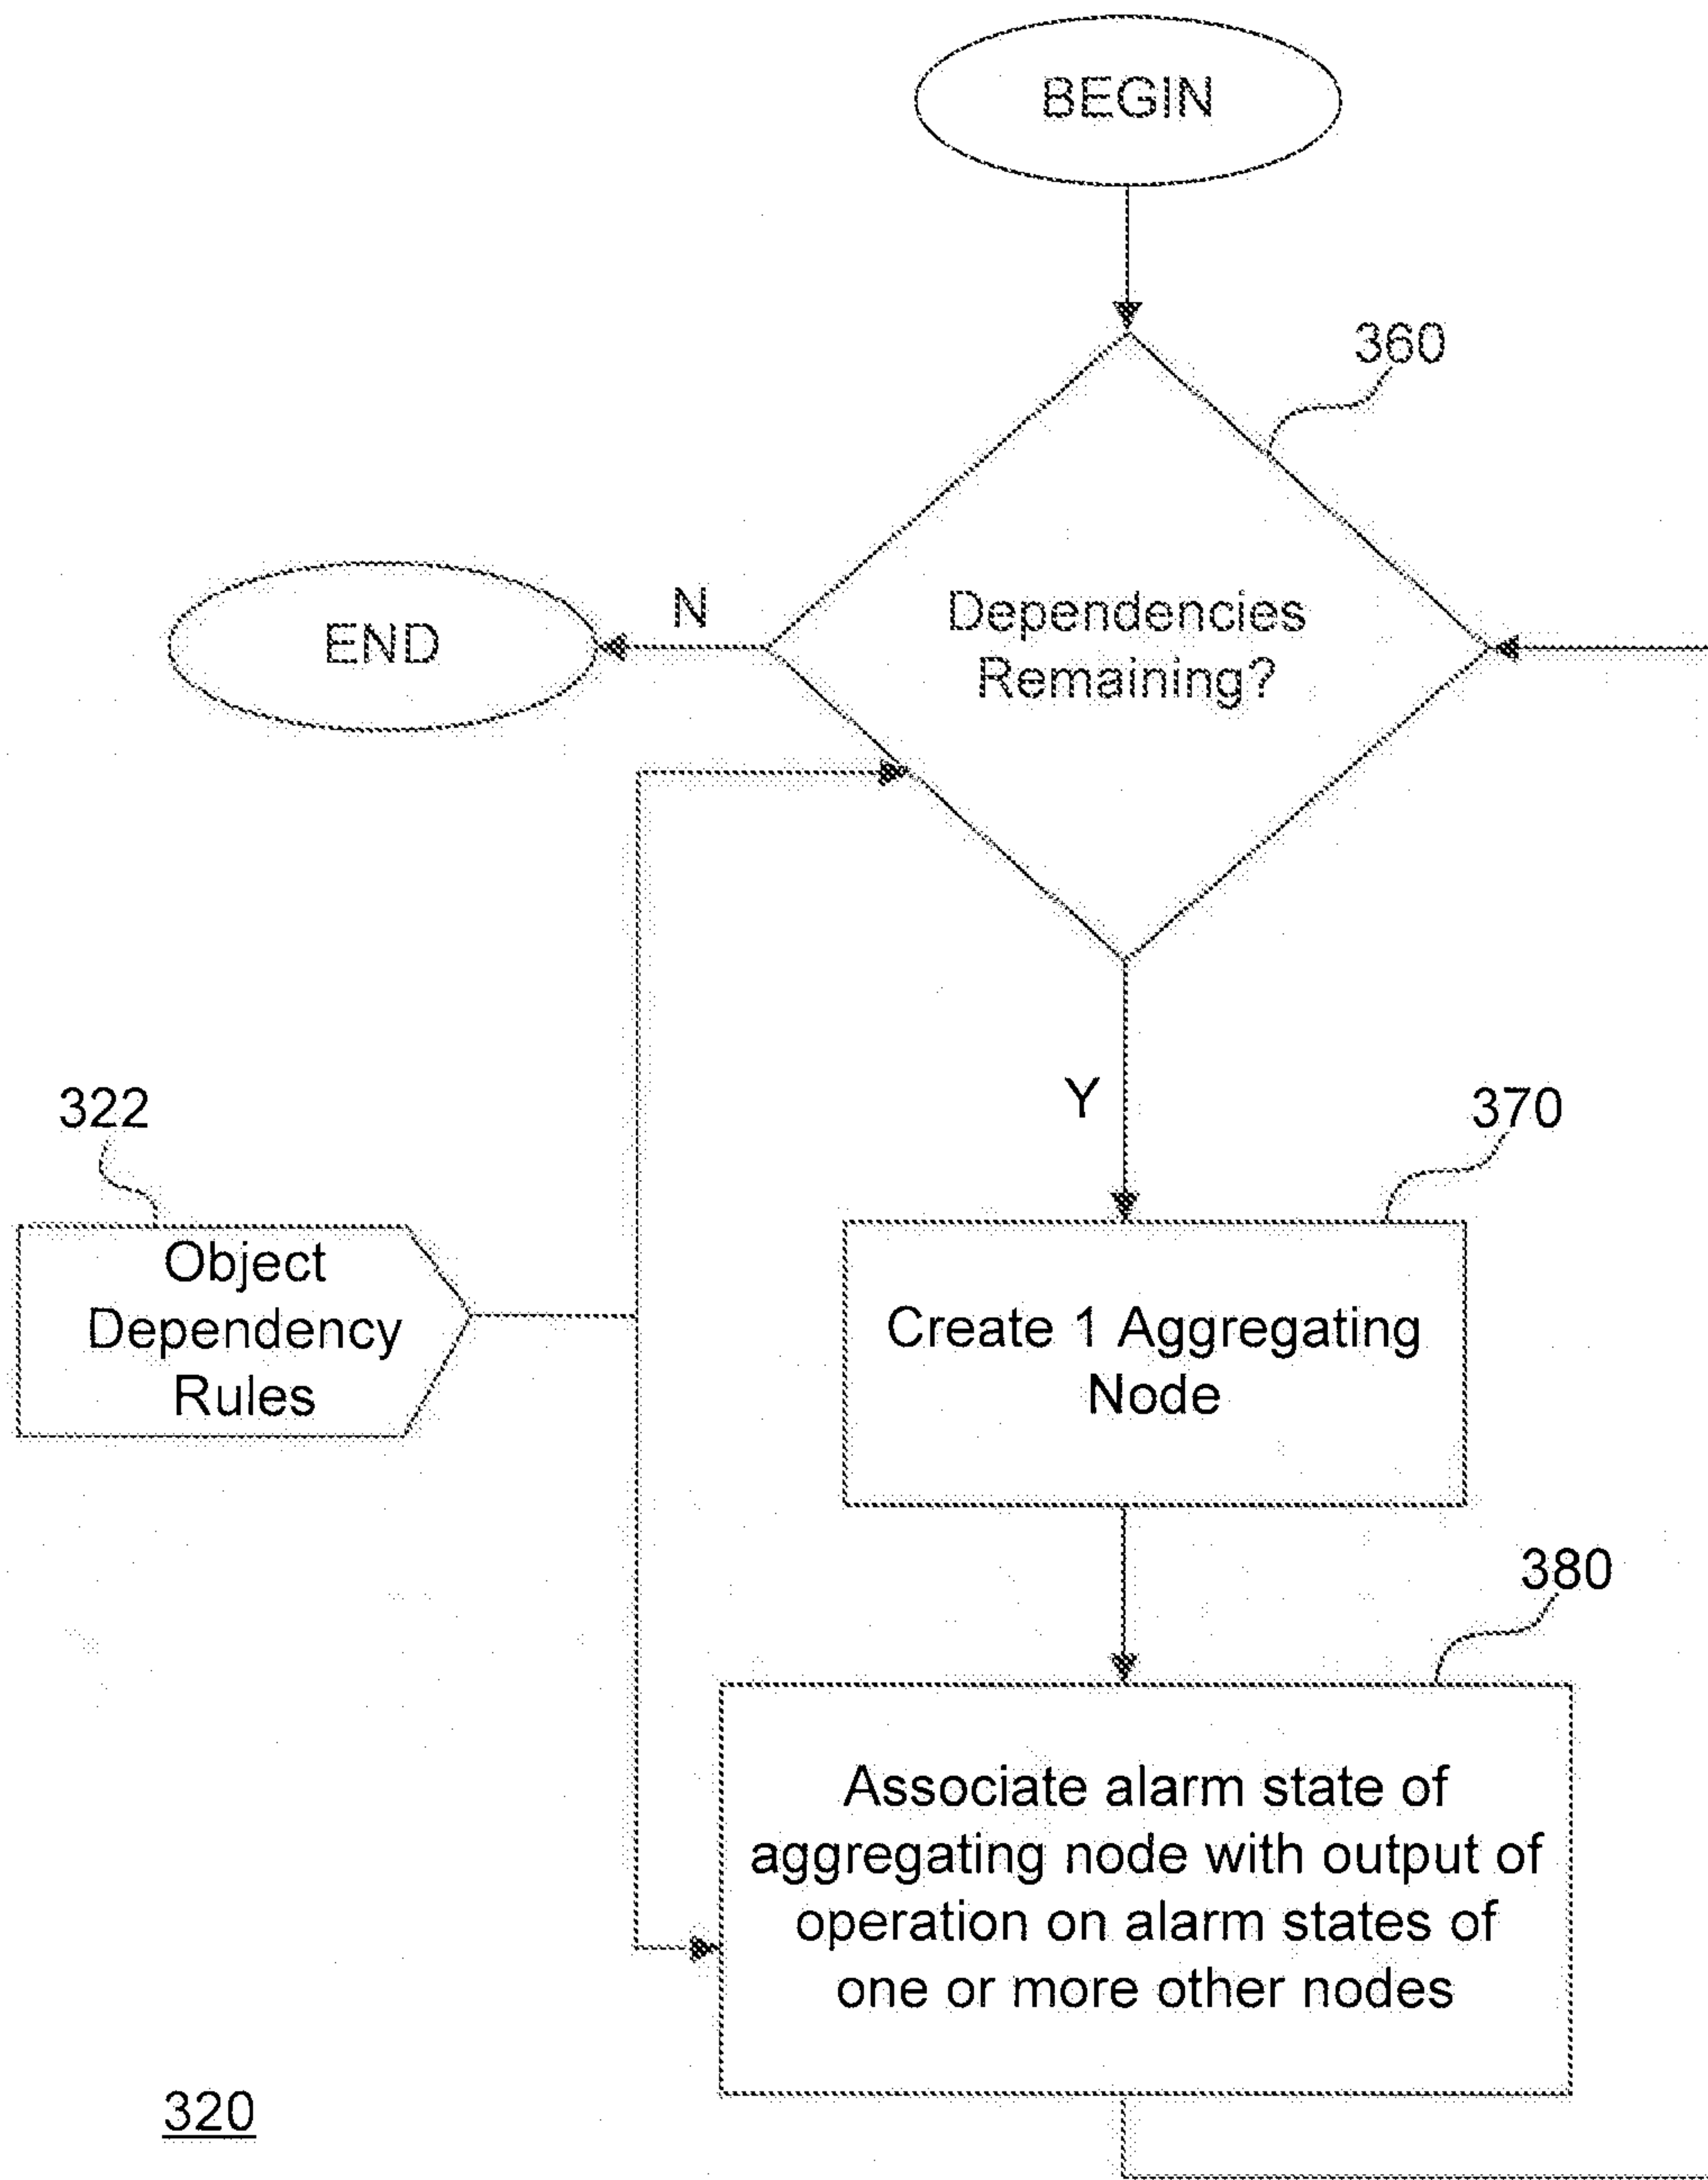 BEGIN
360
Dependencies
Remaining?
N
END
Y
322
370
Object
Dependency
Rules
Create 1 Aggregating
Node
380
Associate alarm state of
aggregating node with output of
operation on alarm states of
one or more other nodes
320